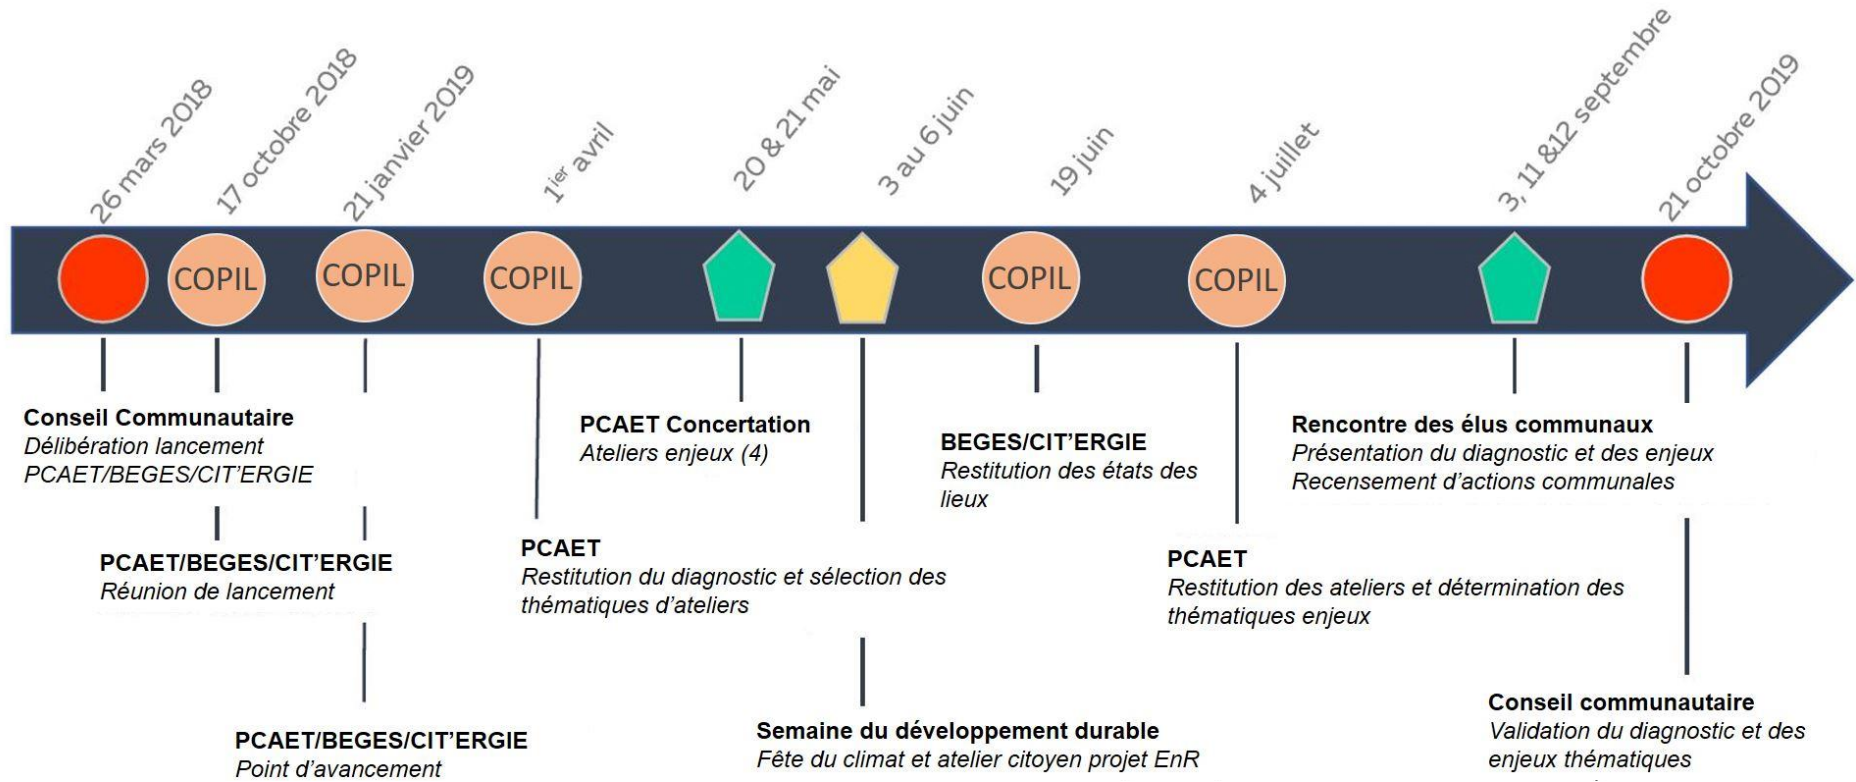 26 mars 2018
17 octobre 2018
21 janvier 2019
1ier avril
20 & 21 mai
3 au 6 juin
19 juin
4 juillet
3, 11 &12 septembre
21 octobre 2019
COPIL
COPIL
COPIL
COPIL
COPIL
Conseil Communautaire
Délibération lancement
PCAET/BEGES/CIT'ERGIE
PCAET/BEGES/CIT'ERGIE
Réunion de lancement
PCAET/BEGES/CIT'ERGIE
Point d'avancement
PCAET
Restitution du diagnostic et sélection des
thématiques d'ateliers
PCAET Concertation
Ateliers enjeux (4)
Semaine du développement durable
Fête du climat et atelier citoyen projet EnR
BEGES/CIT'ERGIE
Restitution des états des
lieux
PCAET
Restitution des ateliers et détermination des
thématiques enjeux
Rencontre des élus communaux
Présentation du diagnostic et des enjeux
Recensement d'actions communales
Conseil communautaire
Validation du diagnostic et des
enjeux thématiques